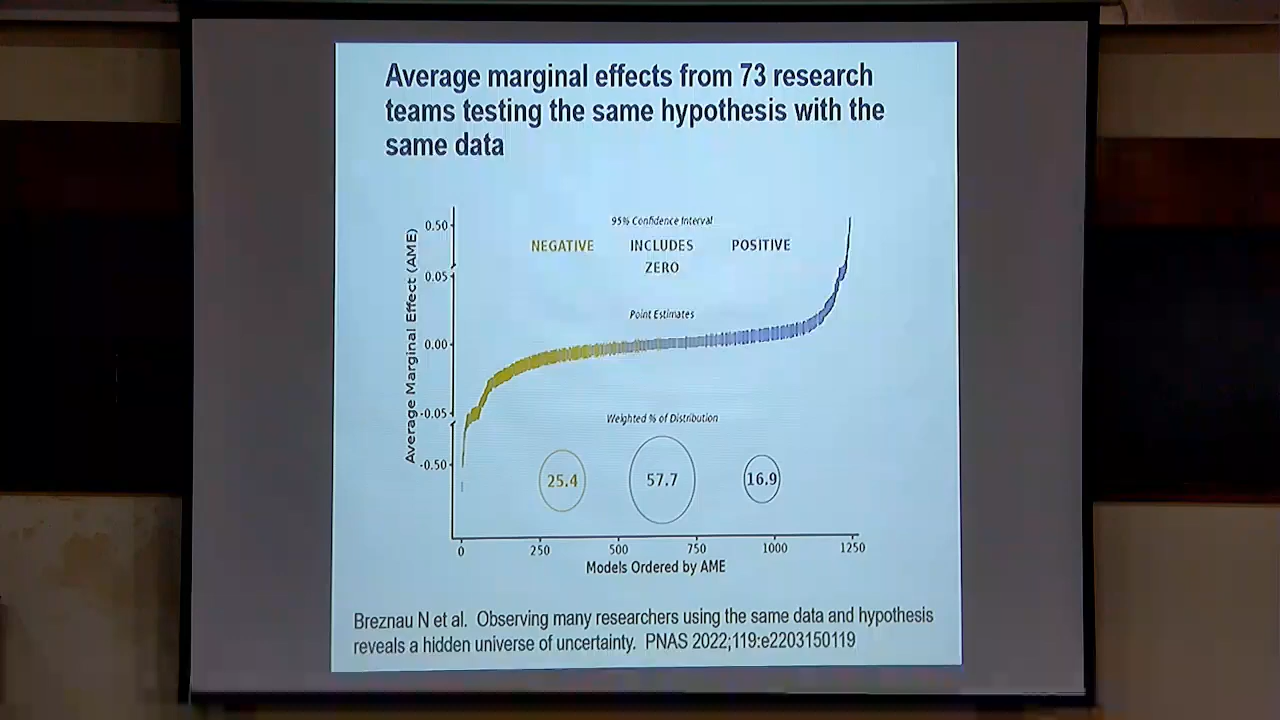 Average marginal effects from 73 research
teams testing the same hypothesis with the
same data
95% Confidence Interval
NEGATIVE
INCLUDES
ZERO
POSITIVE
Point Estimates
Weighted % of Distribution
25.4
57.7
16.9
Average Marginal Effect (AME)
0.50
0.05
0.00
-0.05
-0.50
0
250
500
750
1000
1250
Models Ordered by AME
Breznau N et al. Observing many researchers using the same data and hypothesis
reveals a hidden universe of uncertainty. PNAS 2022;119:e2203150119